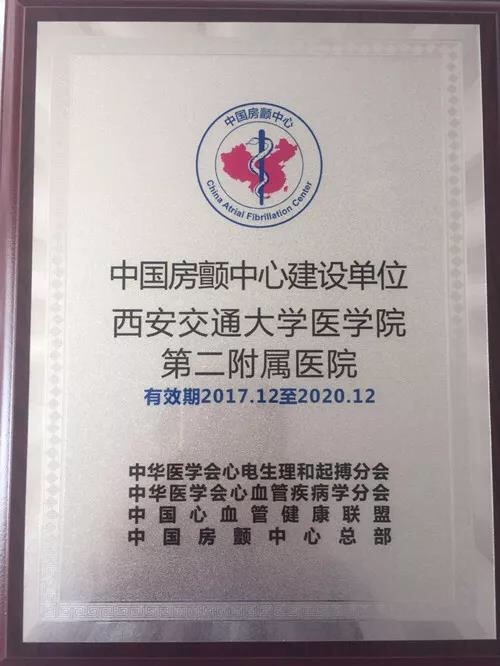 中国房颤中心
China Atrial Fibrillation Center
中国房颤中心建设单位
西安交通大学医学院
第二附属医院
有效期2017.12至2020.12
中华医学会心电生理和起搏分会
中华医学会心血管疾病学分会
中国心血管健康联盟
中国房颤中心总部